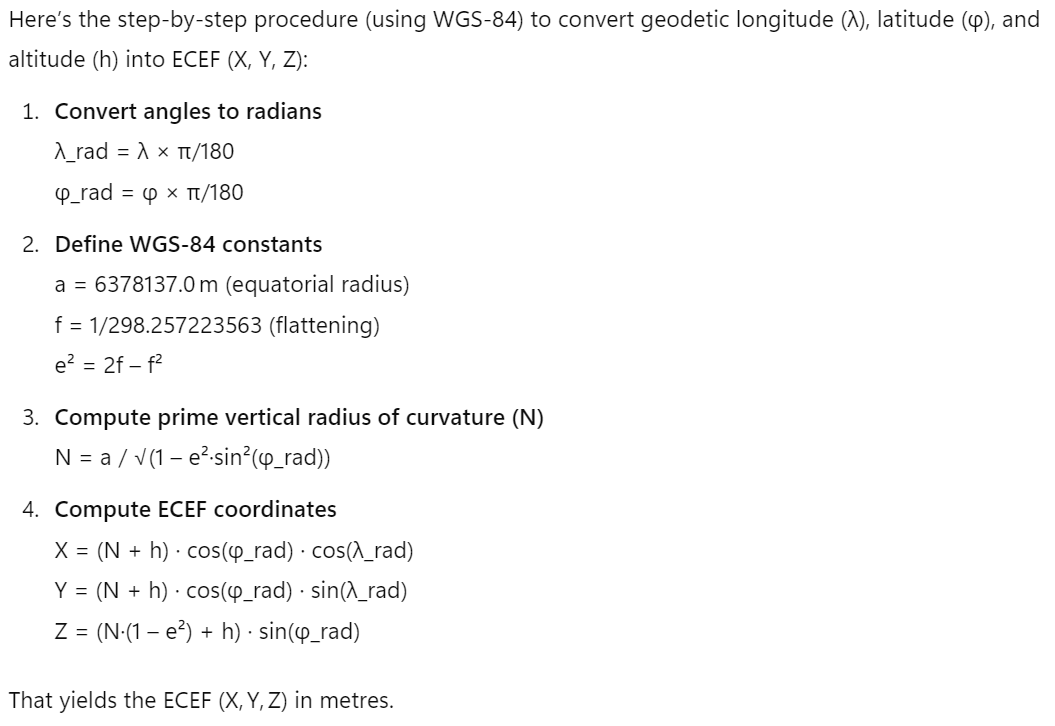 Here's the step-by-step procedure (using WGS-84) to convert geodetic longitude (λ), latitude (φ), and
altitude (h) into ECEF (X, Y, Z):
1. Convert angles to radians
λ_rad = λ × π/180
φ_rad = φ × π/180
2. Define WGS-84 constants
a = 6378137.0 m (equatorial radius)
f = 1/298.257223563 (flattening)
e² = 2f – f²
3. Compute prime vertical radius of curvature (N)
N = a / √(1 – e²·sin²(φ_rad))
4. Compute ECEF coordinates
X = (N + h) · cos(φ_rad) · cos(λ_rad)
Y = (N + h) · cos(φ_rad) · sin(λ_rad)
Z = (N·(1 – e²) + h) · sin(φ_rad)
That yields the ECEF (X, Y, Z) in metres.